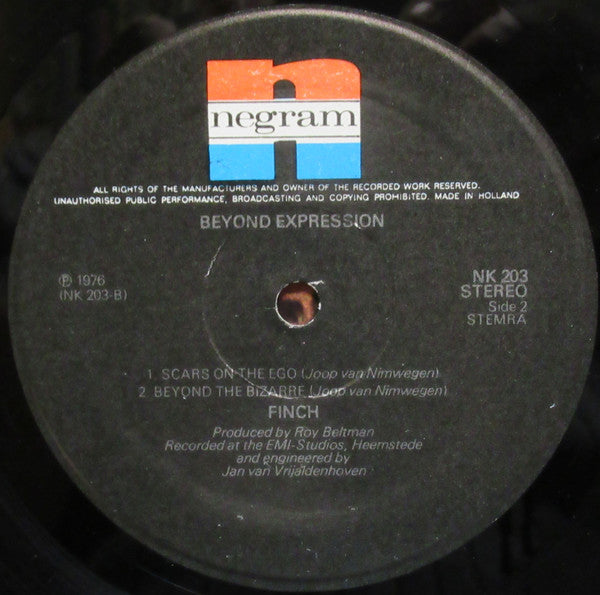 negram
ALL RIGHTS OF THE MANUFACTURERS AND OWNER OF THE RECORDED WORK RESERVED.
UNAUTHORISED PUBLIC PERFORMANCE, BROADCASTING AND COPYING PROHIBITED. MADE IN HOLLAND
BEYOND EXPRESSION
℗ 1976
(NK 203-B)
NK 203
STEREO
Side 2
STEMRA
1. SCARS ON THE EGO (Joop van Nimwegen)
2. BEYOND THE BIZARRE (Joop van Nimwegen)
FINCH
Produced by Roy Beltman
Recorded at the EMI-Studios, Heemstede
and engineered by
Jan van Vrijaldenhoven